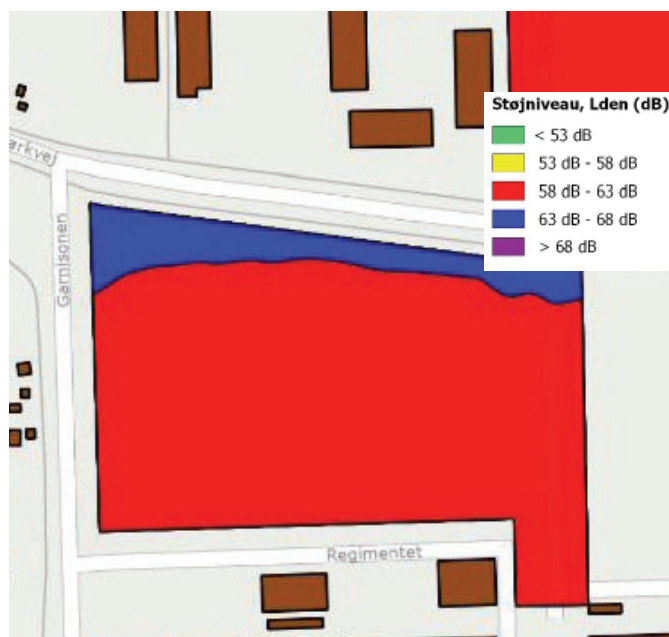 Støjniveau, Lden (dB)
< 53 dB
53 dB - 58 dB
58 dB - 63 dB
63 dB - 68 dB
> 68 dB
Garnisonen
Regimentet